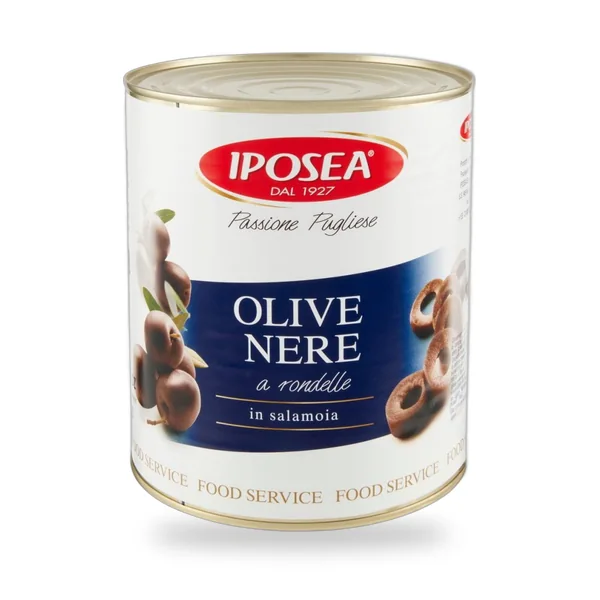 IPOSEA®
DAL 1927
Passione Pugliese
OLIVE
NERE
a rondelle
in salamoia
FOOD SERVICE FOOD SERVICE FOOD SERVICE